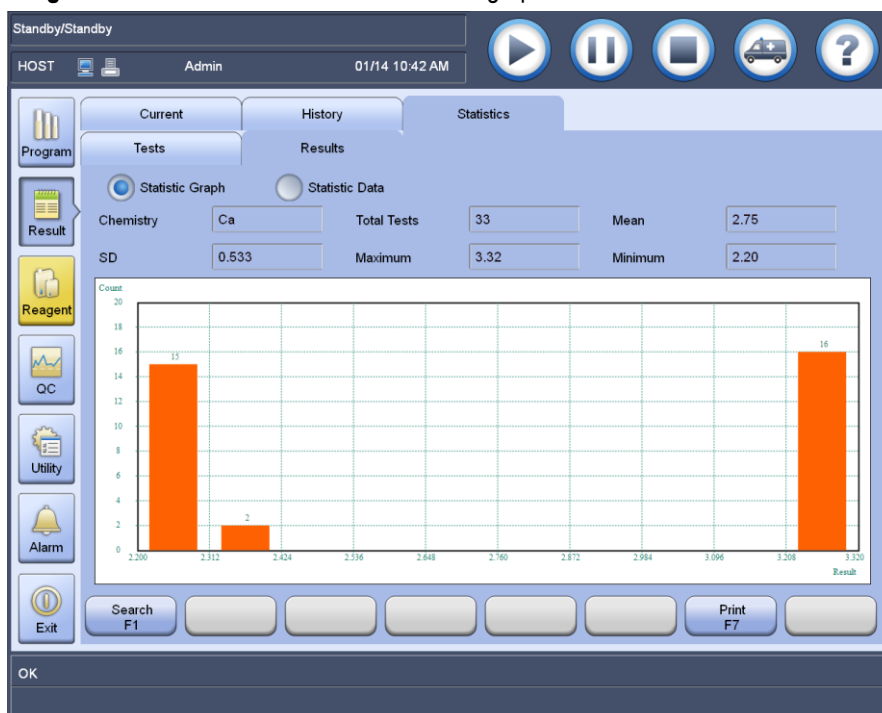 Standby/Standby
HOST Admin 01/14 10:42 AM
Current History Statistics
Program Tests Results
Statistic Graph Statistic Data
Result Chemistry Ca Total Tests 33 Mean 2.75
SD 0.533 Maximum 3.32 Minimum 2.20
Reagent
QC
Utility
Alarm
Exit
Count
20
18
16
14
12
10
8
6
4
2
0
15
2
16
2.200 2.312 2.424 2.536 2.648 2.760 2.872 2.984 3.096 3.208 3.320
Result
Search
F1
Print
F7
OK